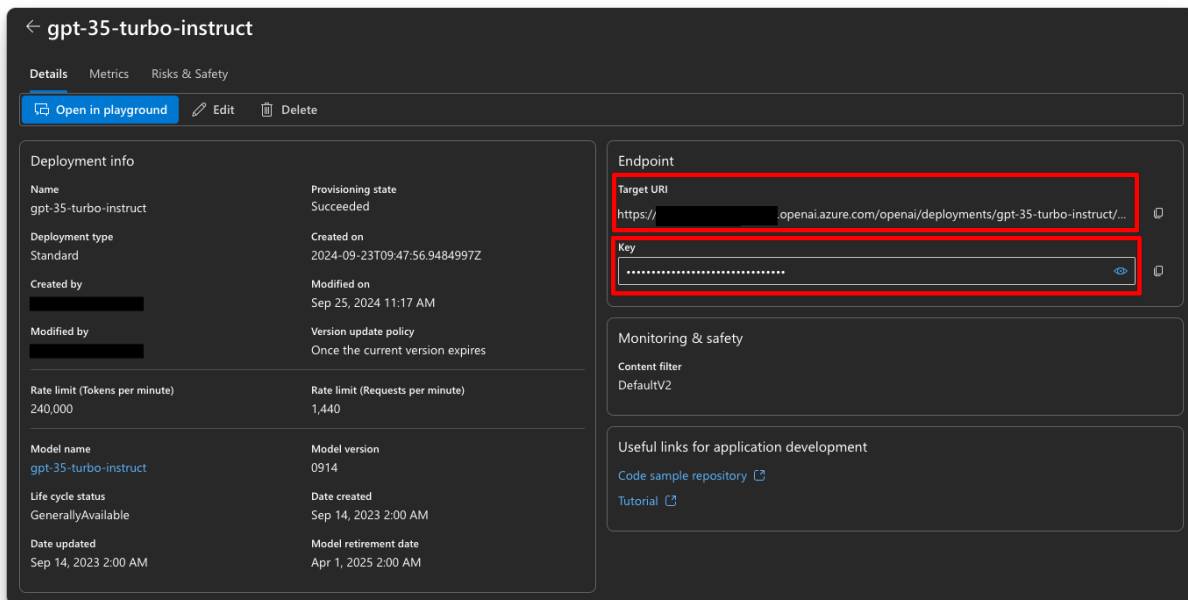 gpt-35-turbo-instruct
Details Metrics Risks & Safety
Open in playground Edit Delete
Deployment info
Name Provisioning state
gpt-35-turbo-instruct Succeeded
Deployment type Created on
Standard 2024-09-23T09:47:56.9484997Z
Created by Modified on
Sep 25, 2024 11:17 AM
Modified by Version update policy
Once the current version expires
Rate limit (Tokens per minute) Rate limit (Requests per minute)
240,000 1,440
Model name Model version
gpt-35-turbo-instruct 0914
Life cycle status Date created
GenerallyAvailable Sep 14, 2023 2:00 AM
Date updated Model retirement date
Sep 14, 2023 2:00 AM Apr 1, 2025 2:00 AM
Endpoint
Target URI
https:// .openai.azure.com/openai/deployments/gpt-35-turbo-instruct/...
Key
Monitoring & safety
Content filter
DefaultV2
Useful links for application development
Code sample repository
Tutorial